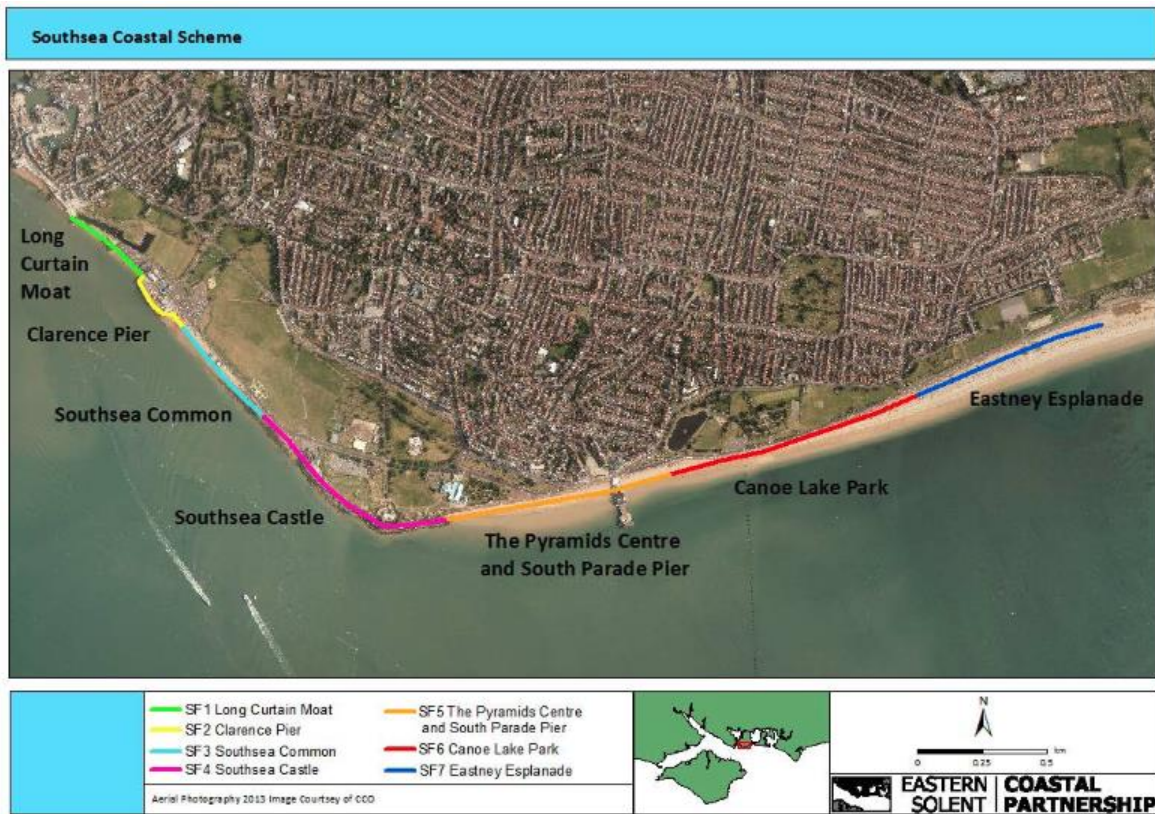 Southsea Coastal Scheme
Long
Curtain
Moat
Clarence Pier
Southsea Common
Southsea Castle
The Pyramids Centre
and South Parade Pier
Canoe Lake Park
Eastney Esplanade
SF1 Long Curtain Moat
SF2 Clarence Pier
SF3 Southsea Common
SF4 Southsea Castle
SF5 The Pyramids Centre
and South Parade Pier
SF6 Canoe Lake Park
SF7 Eastney Esplanade
Aerial Photography 2013 Image Courtsey of CCO
N
km
0 0.25 0.5
EASTERN
SOLENT
COASTAL
PARTNERSHIP